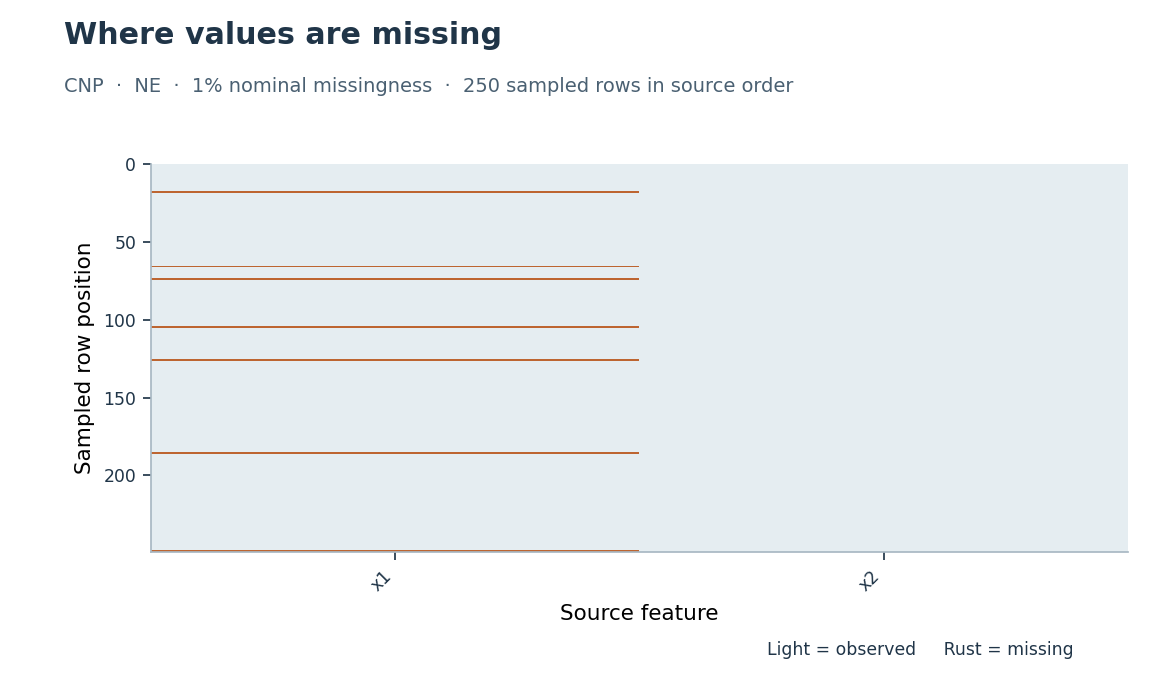 Where values are missing
CNP · NE · 1% nominal missingness · 250 sampled rows in source order
0
50
100
150
200
Sampled row position
x1
x2
Source feature
Light = observed Rust = missing